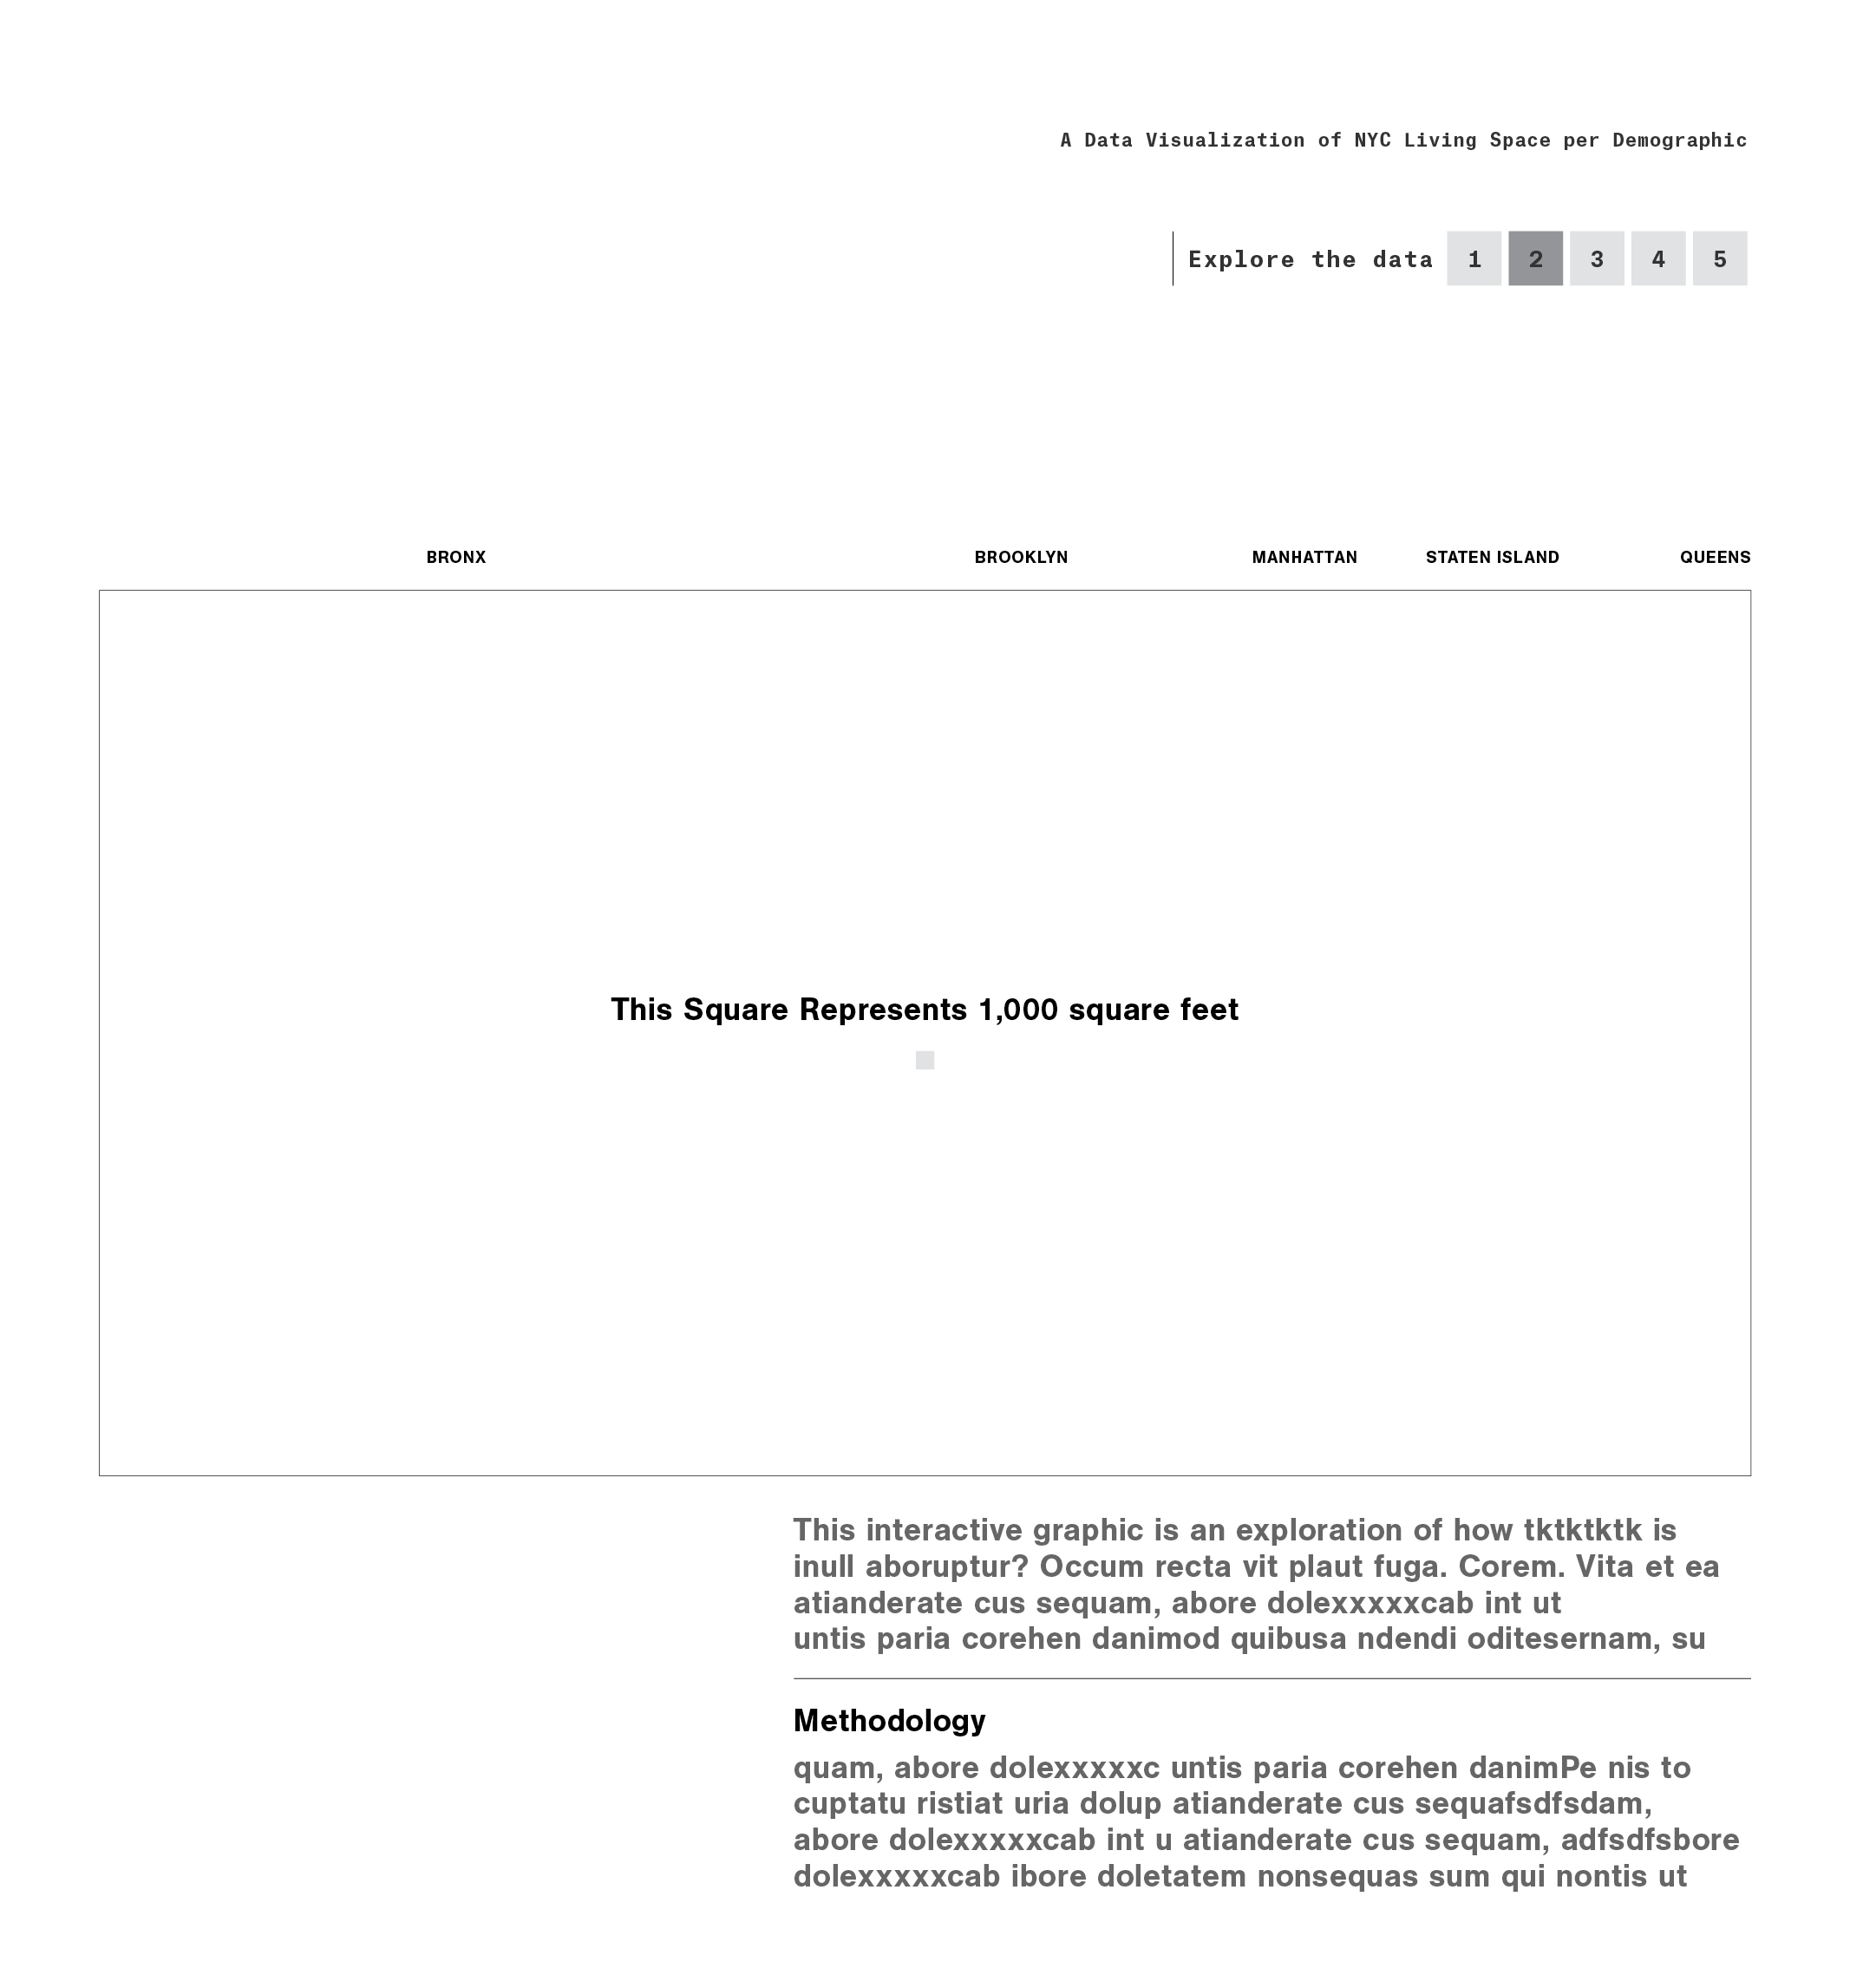 A Data Visualization of NYC Living Space per Demographic
Explore the data 1 2 3 4 5
BRONX BROOKLYN MANHATTAN STATEN ISLAND QUEENS
This Square Represents 1,000 square feet
This interactive graphic is an exploration of how tktktktk is
inull aboruptur? Occum recta vit plaut fuga. Corem. Vita et ea
atianderate cus sequam, abore dolexxxxxcab int ut
untis paria corehen danimod quibusa ndendi oditesernam, su
Methodology
quam, abore dolexxxxxc untis paria corehen danimPe nis to
cuptatu ristiat uria dolup atianderate cus sequafsdfsdam,
abore dolexxxxxcab int u atianderate cus sequam, adfsdfsbore
dolexxxxxcab ibore doletatem nonsequas sum qui nontis ut